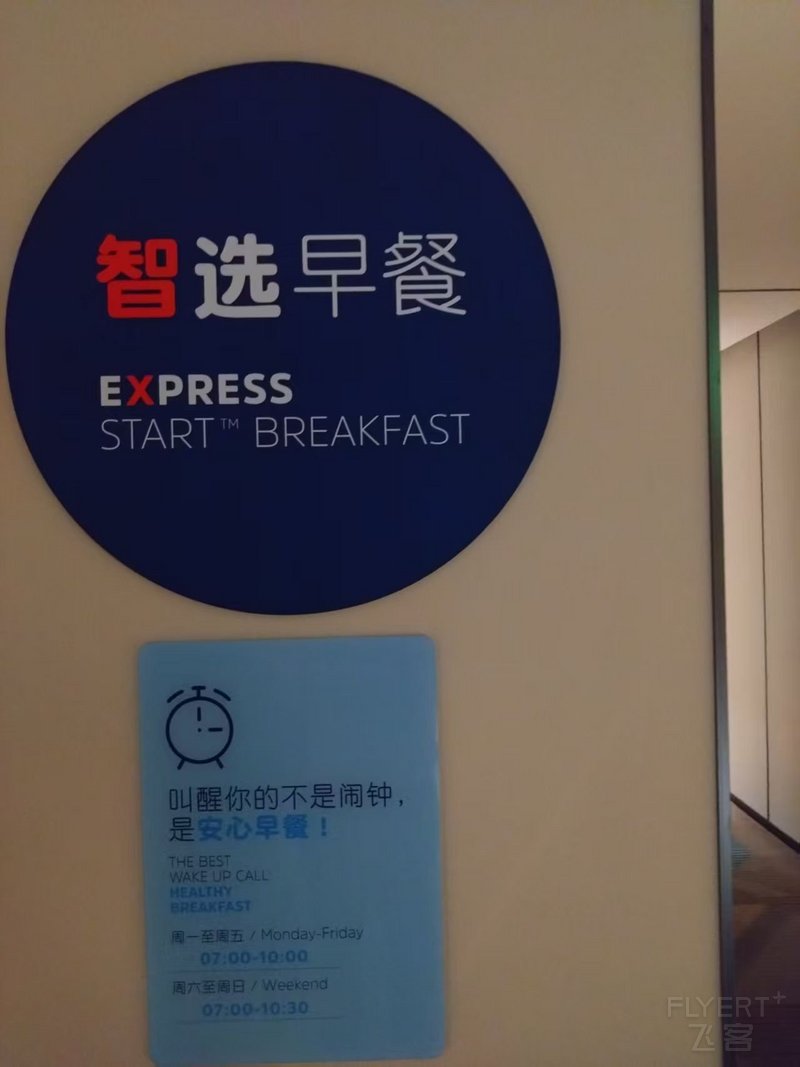 智选早餐
EXPRESS
START™ BREAKFAST
叫醒你的不是闹钟，
是安心早餐！
THE BEST
WAKE UP CALL
HEALTHY
BREAKFAST
周一至周五 / Monday-Friday
07:00-10:00
周六至周日 / Weekend
07:00-10:30
FLYERT+
飞客